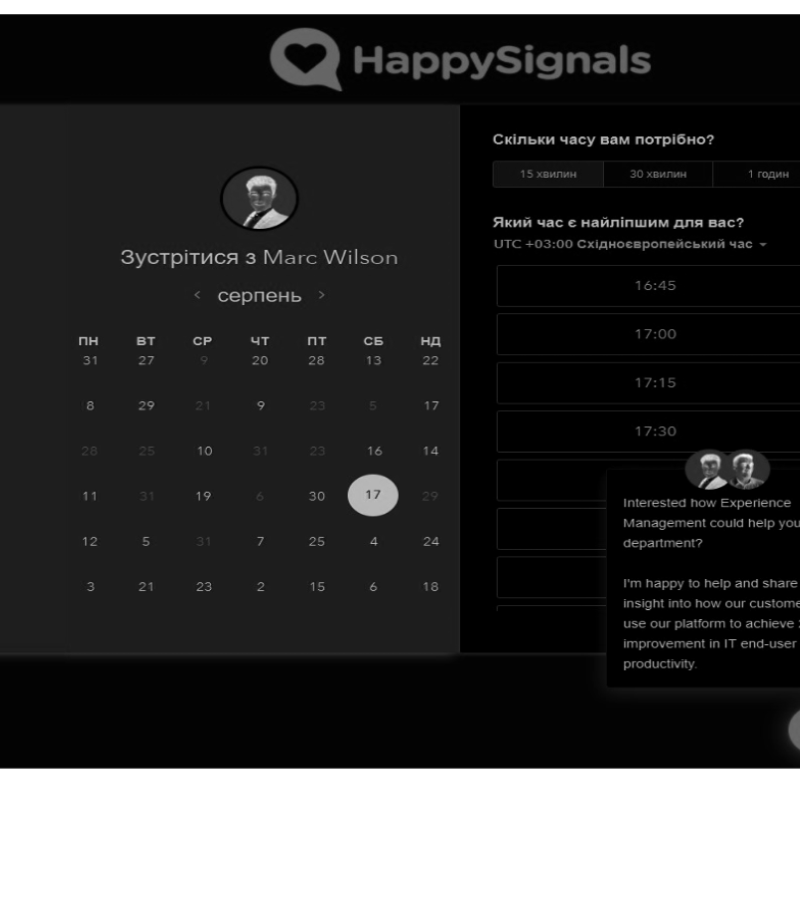 HappySignals
Зустрітися з Marc Wilson
серпень
ПН ВТ СР ЧТ ПТ СБ НД
31 27 9 20 28 13 22
8 29 21 9 23 5 17
28 25 10 31 23 16 14
11 31 19 6 30 17 29
12 5 31 7 25 4 24
3 21 23 2 15 6 18
Скільки часу вам потрібно?
15 хвилин 30 хвилин 1 годин
Який час є найліпшим для вас?
UTC +03:00 Східноєвропейський час
16:45
17:00
17:15
17:30
Interested how Experience
Management could help you
department?
I'm happy to help and share
insight into how our custome
use our platform to achieve
improvement in IT end-user
productivity.